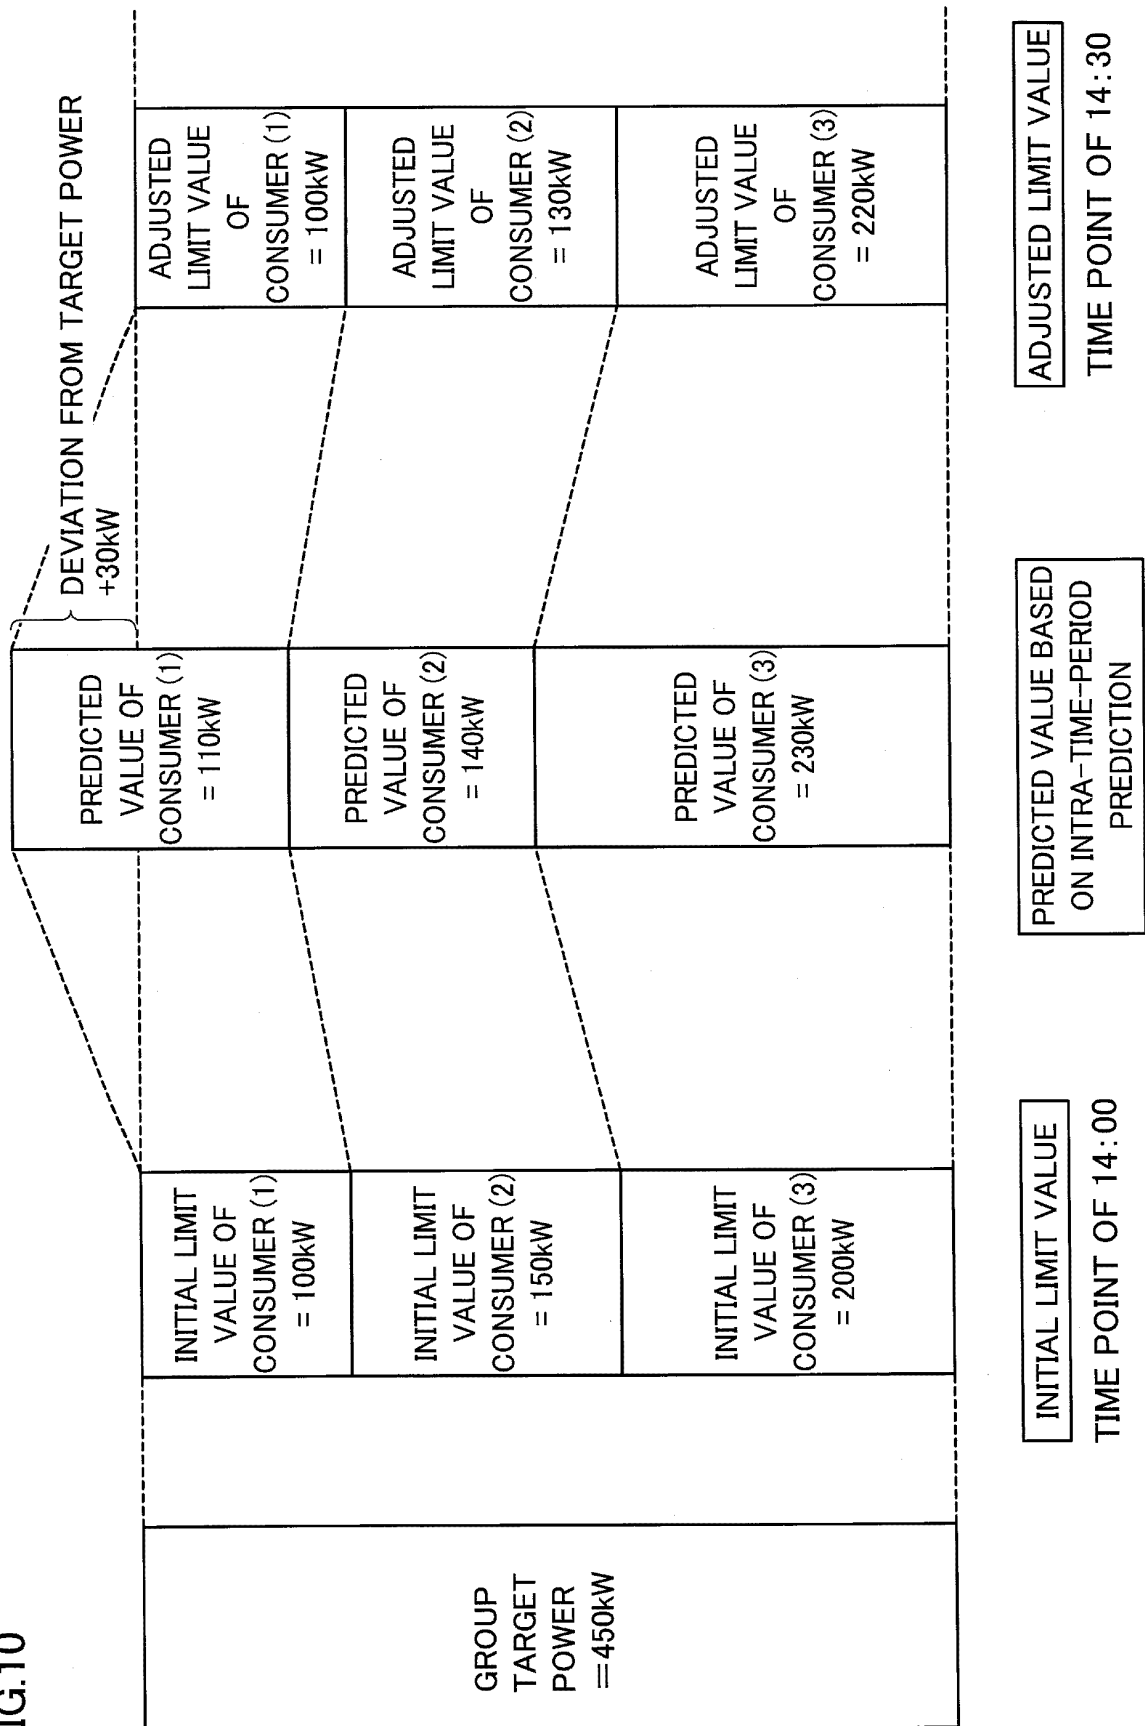 FIG.10
GROUP
TARGET
POWER
=450kW
INITIAL LIMIT
VALUE OF
CONSUMER (1)
= 100kW
INITIAL LIMIT
VALUE OF
CONSUMER (2)
= 150kW
INITIAL LIMIT
VALUE OF
CONSUMER (3)
= 200kW
INITIAL LIMIT VALUE
TIME POINT OF 14:00
PREDICTED
VALUE OF
CONSUMER (1)
= 110kW
PREDICTED
VALUE OF
CONSUMER (2)
= 140kW
PREDICTED
VALUE OF
CONSUMER (3)
= 230kW
PREDICTED VALUE BASED
ON INTRA-TIME-PERIOD
PREDICTION
DEVIATION FROM TARGET POWER
+30kW
ADJUSTED
LIMIT VALUE
OF
CONSUMER (1)
= 100kW
ADJUSTED
LIMIT VALUE
OF
CONSUMER (2)
= 130kW
ADJUSTED
LIMIT VALUE
OF
CONSUMER (3)
= 220kW
ADJUSTED LIMIT VALUE
TIME POINT OF 14:30